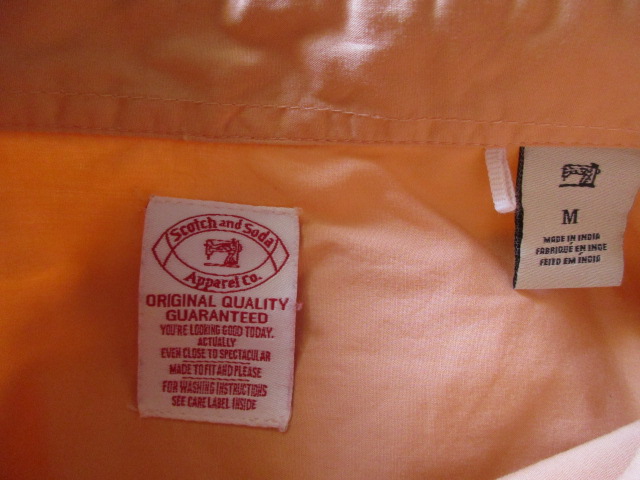 Scotch and Soda
Apparel Co.
ORIGINAL QUALITY
GUARANTEED
YOU'RE LOOKING GOOD TODAY.
ACTUALLY
EVEN CLOSE TO SPECTACULAR
MADE TO FIT AND PLEASE
FOR WASHING INSTRUCTIONS
SEE CARE LABEL INSIDE
M
MADE IN INDIA
FABRIQUÉ EN INDE
FEITO EM INDIA